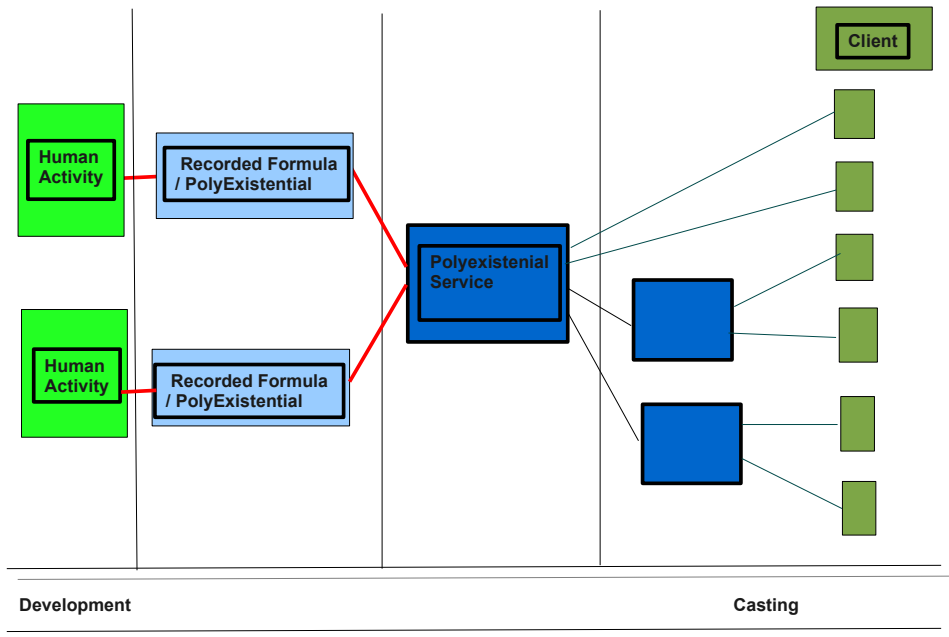 Client
Human
Activity
Recorded Formula
/ PolyExistential
Polyexistenial
Service
Human
Activity
Recorded Formula
/ PolyExistential
Development
Casting